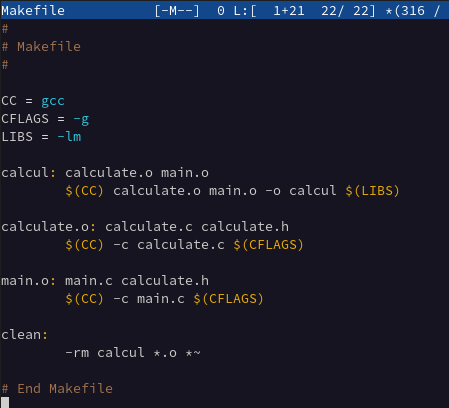 Makefile [-M--] 0 L:[ 1+21 22/ 22] *(316 /
#
# Makefile
#
CC = gcc
CFLAGS = -g
LIBS = -lm
calcul: calculate.o main.o
$(CC) calculate.o main.o -o calcul $(LIBS)
calculate.o: calculate.c calculate.h
$(CC) -c calculate.c $(CFLAGS)
main.o: main.c calculate.h
$(CC) -c main.c $(CFLAGS)
clean:
-rm calcul *.o *~
# End Makefile